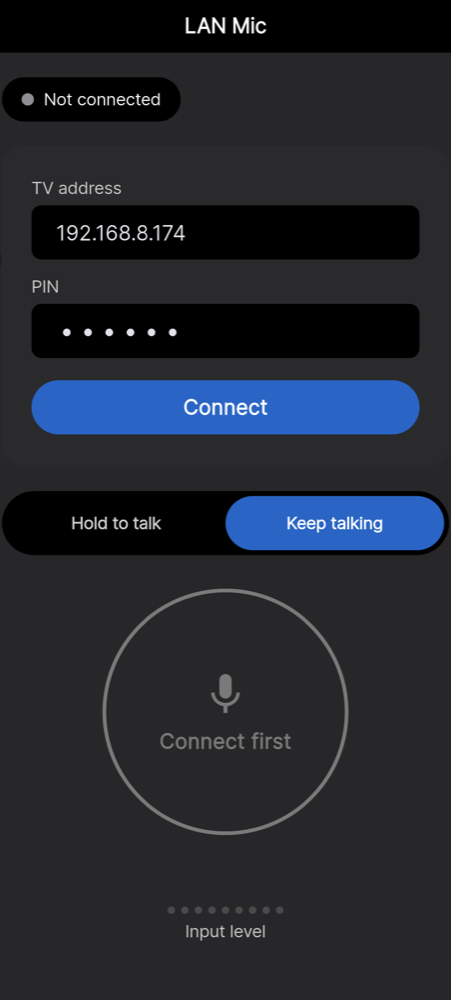 LAN Mic
Not connected
TV address
192.168.8.174
PIN
••••••
Connect
Hold to talk
Keep talking
Connect first
Input level